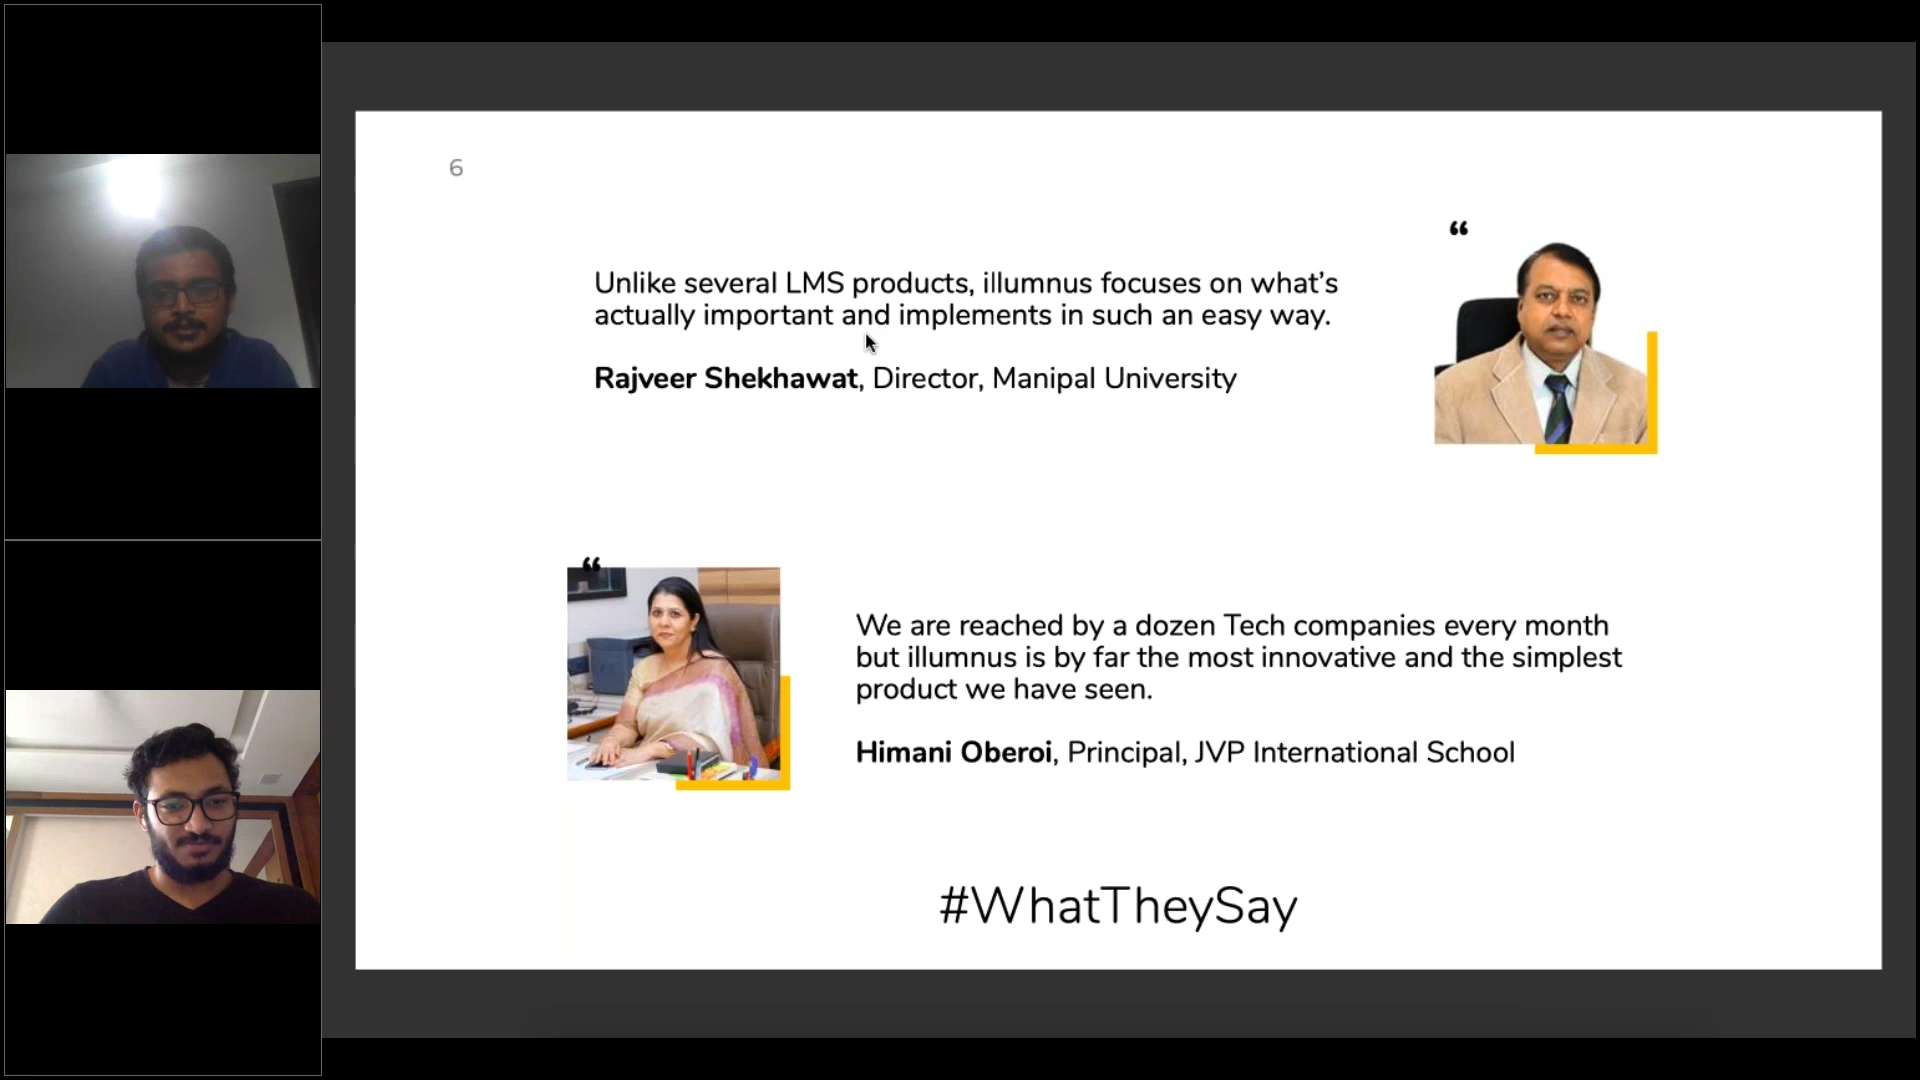 6
“
Unlike several LMS products, illumnus focuses on what’s
actually important and implements in such an easy way.
Rajveer Shekhawat, Director, Manipal University
“
We are reached by a dozen Tech companies every month
but illumnus is by far the most innovative and the simplest
product we have seen.
Himani Oberoi, Principal, JVP International School
#WhatTheySay